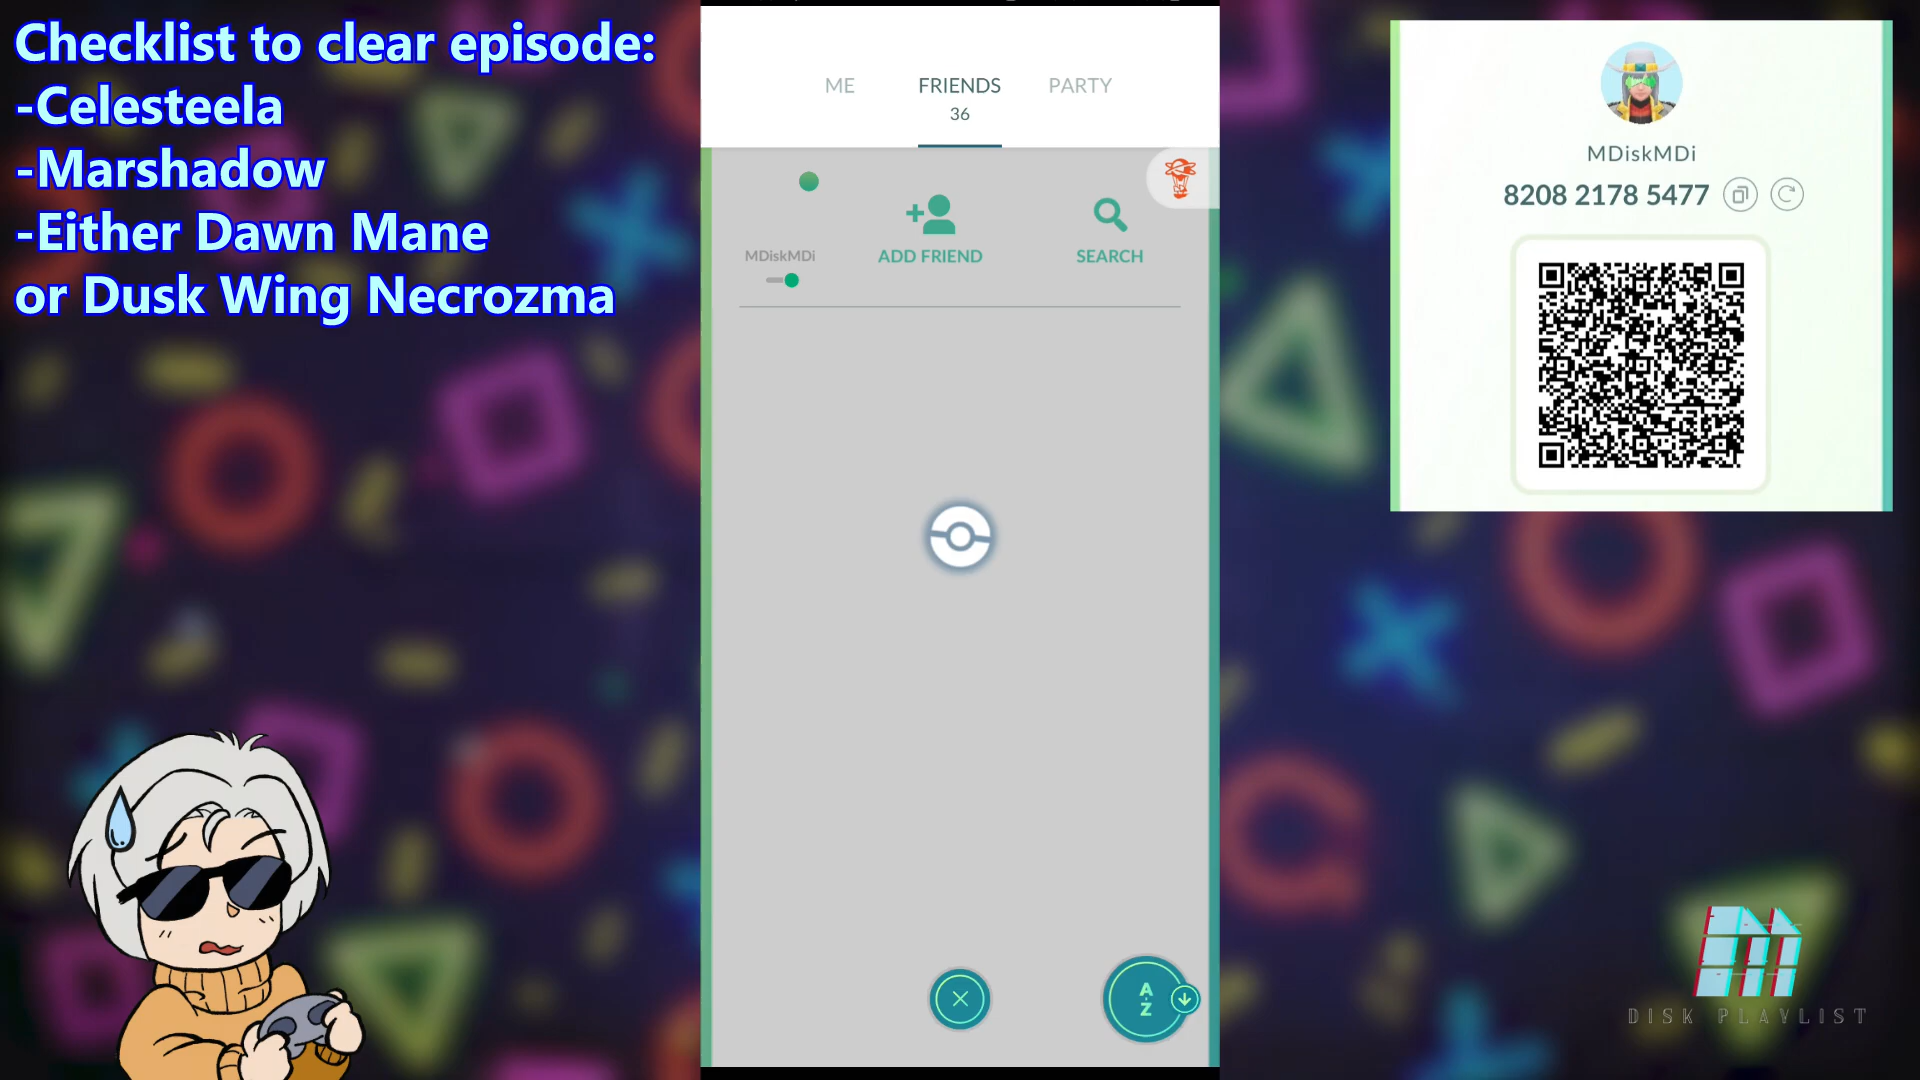 Checklist to clear episode:
-Celesteela
-Marshadow
-Either Dawn Mane
or Dusk Wing Necrozma
ME
FRIENDS
PARTY
36
MDiskMDi
ADD FRIEND
SEARCH
A
Z
MDiskMDi
8208 2178 5477
DISK PLAYLIST